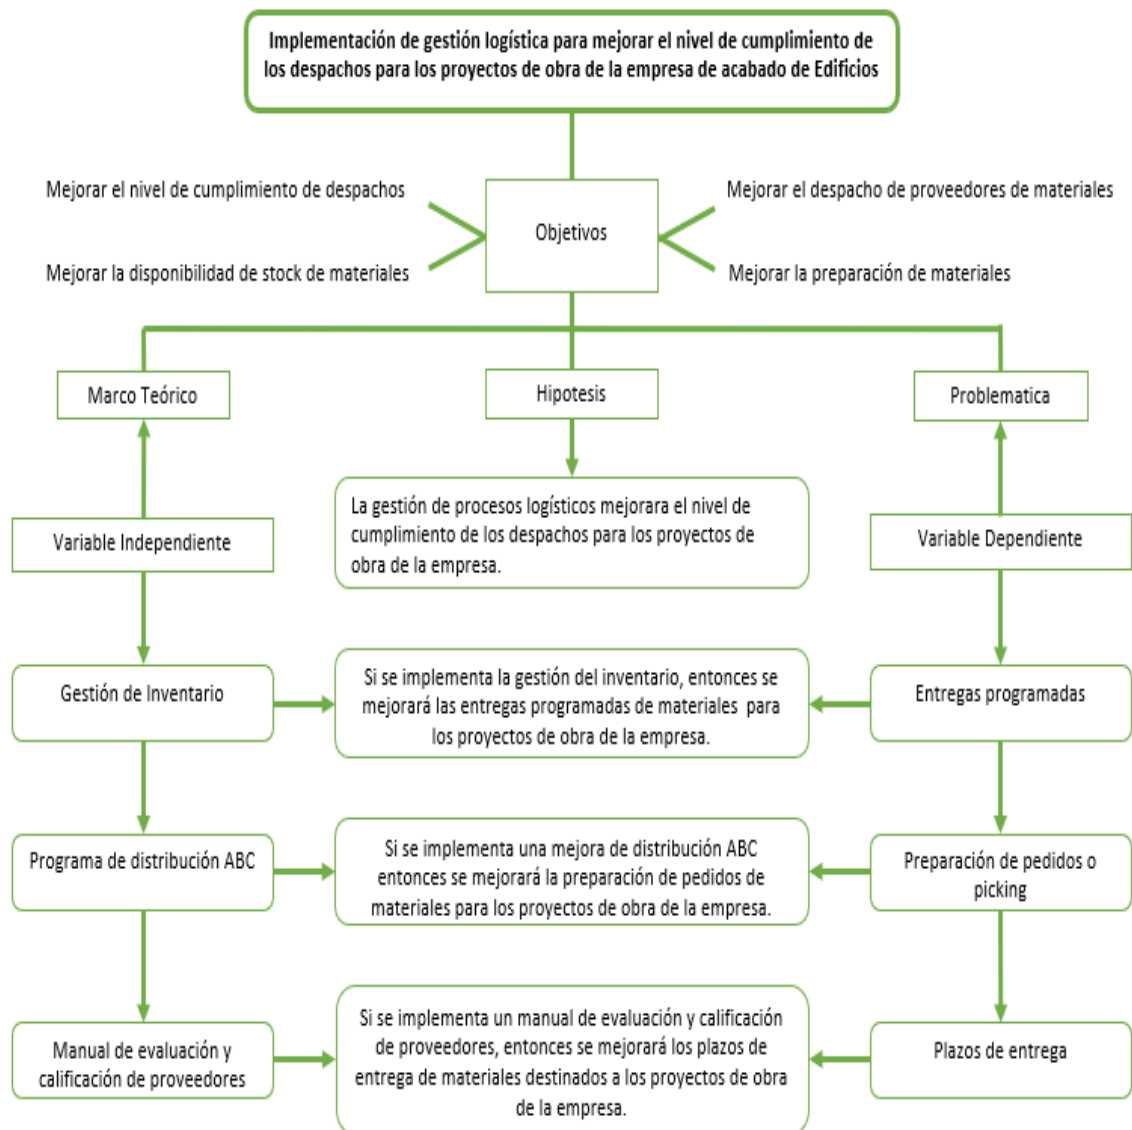 Implementación de gestión logística para mejorar el nivel de cumplimiento de
los despachos para los proyectos de obra de la empresa de acabado de Edificios
Mejorar el nivel de cumplimiento de despachos
Mejorar el despacho de proveedores de materiales
Objetivos
Mejorar la disponibilidad de stock de materiales
Mejorar la preparación de materiales
Marco Teórico
Hipotesis
Problematica
La gestión de procesos logísticos mejorara el nivel de
cumplimiento de los despachos para los proyectos de
obra de la empresa.
Variable Independiente
Variable Dependiente
Gestión de Inventario
Si se implementa la gestión del inventario, entonces se
mejorará las entregas programadas de materiales para
los proyectos de obra de la empresa.
Entregas programadas
Programa de distribución ABC
Si se implementa una mejora de distribución ABC
entonces se mejorará la preparación de pedidos de
materiales para los proyectos de obra de la empresa.
Preparación de pedidos o
picking
Manual de evaluación y
calificación de proveedores
Si se implementa un manual de evaluación y calificación
de proveedores, entonces se mejorará los plazos de
entrega de materiales destinados a los proyectos de obra
de la empresa.
Plazos de entrega